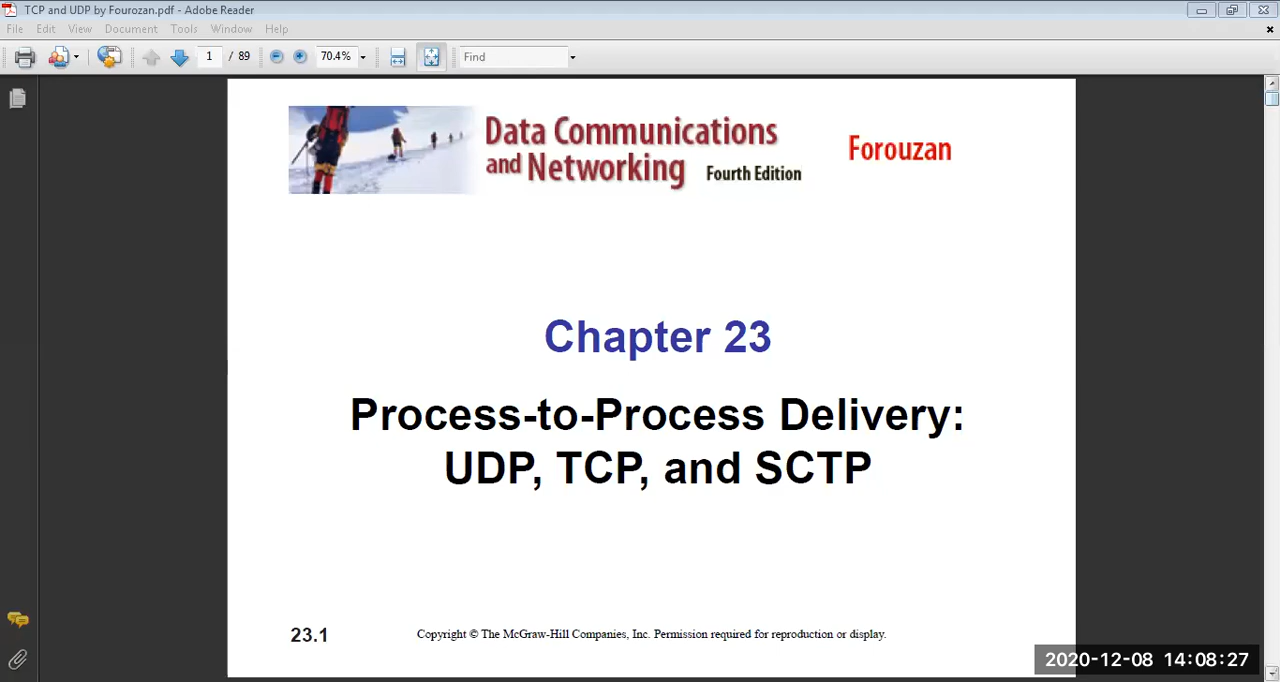 TCP and UDP by Fourozan.pdf - Adobe Reader
File Edit View Document Tools Window Help
1 / 89 70.4% Find
Data Communications
and Networking Fourth Edition
Forouzan
Chapter 23
Process-to-Process Delivery:
UDP, TCP, and SCTP
23.1
Copyright © The McGraw-Hill Companies, Inc. Permission required for reproduction or display.
2020-12-08 14:08:27